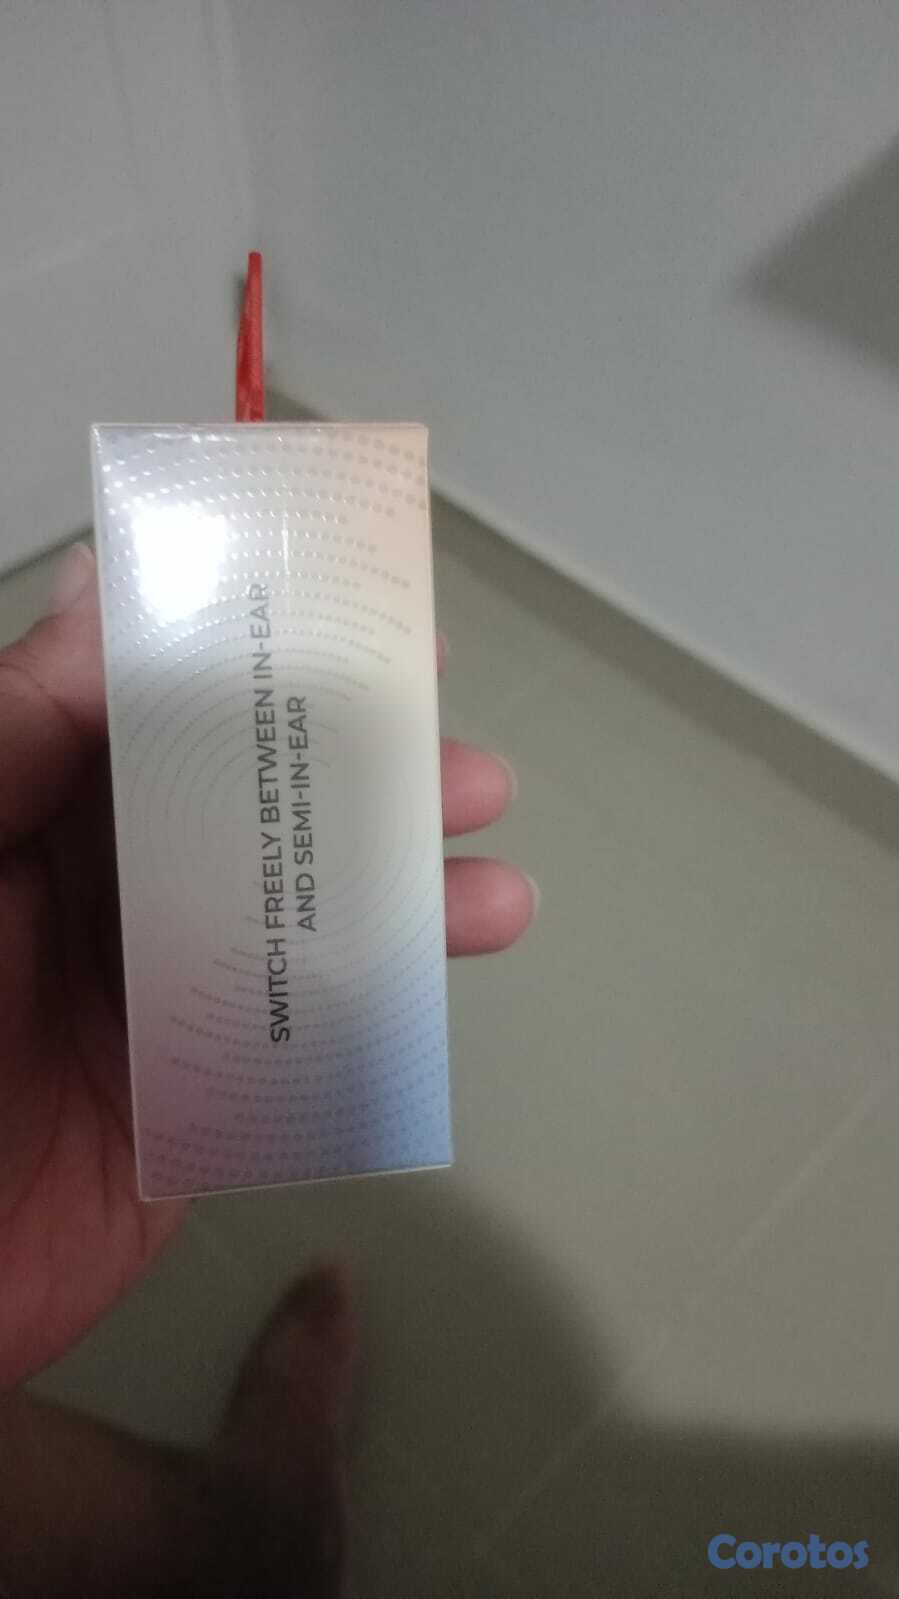 SWITCH FREELY BETWEEN IN-EAR
AND SEMI-IN-EAR
Corotos